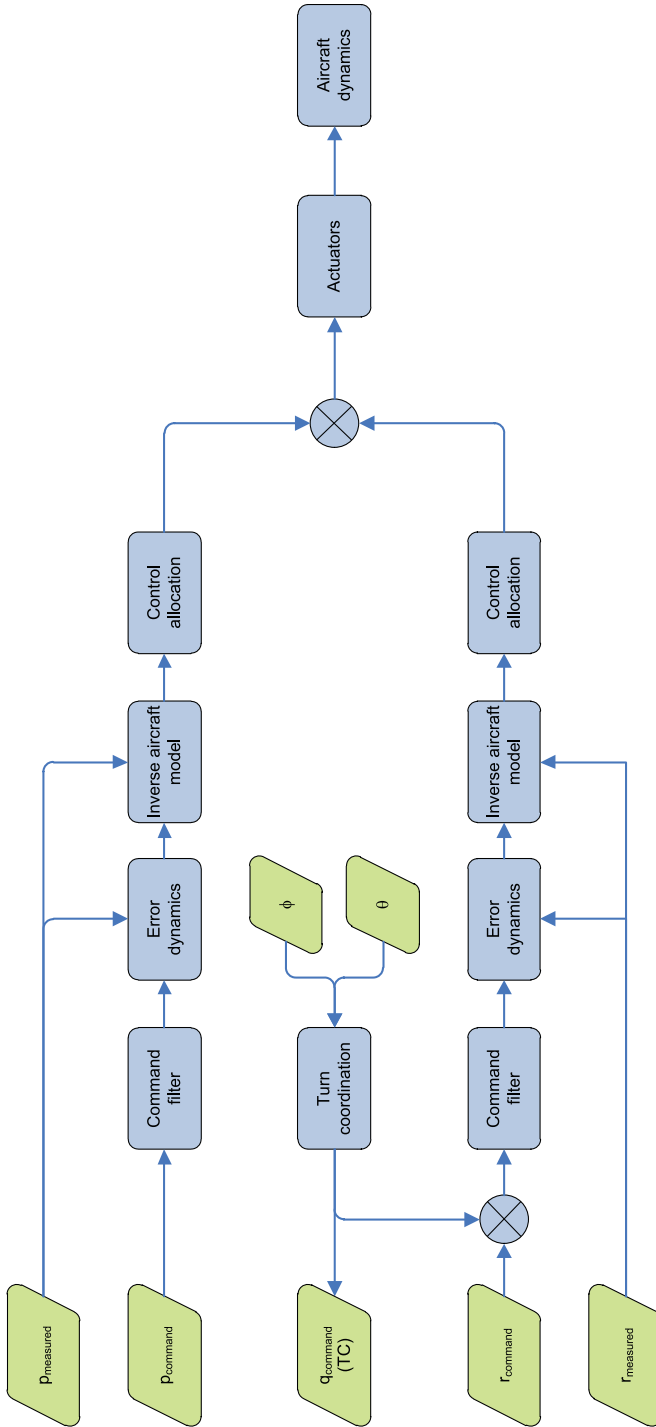 pmeasured
pcommand
Command
filter
Error
dynamics
Inverse aircraft
model
Control
allocation
qcommand
(TC)
Turn
coordination
ϕ
θ
Actuators
Aircraft
dynamics
rcommand
Command
filter
Error
dynamics
Inverse aircraft
model
Control
allocation
rmeasured